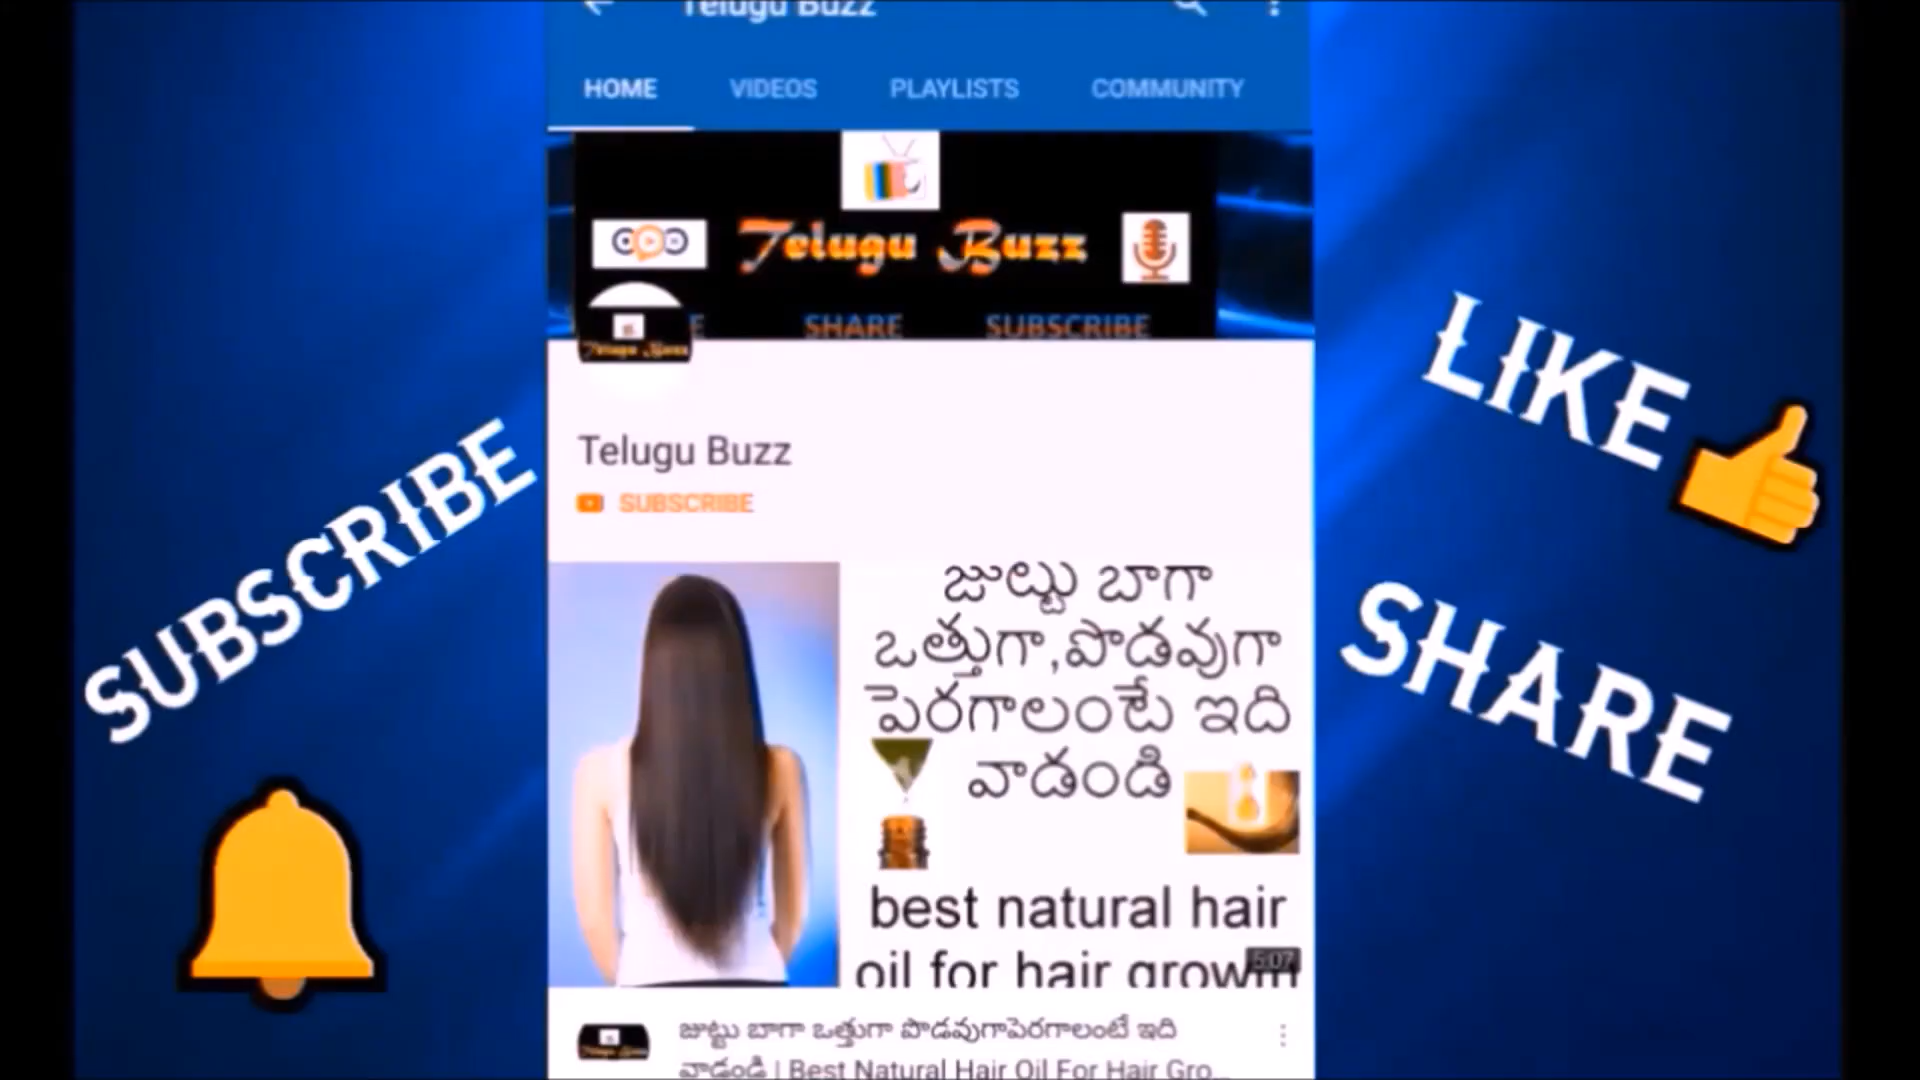 Telugu Buzz
HOME VIDEOS PLAYLISTS COMMUNITY
Telugu Buzz
SHARE SUBSCRIBE
Telugu Buzz
Telugu Buzz
SUBSCRIBE
SUBSCRIBE
LIKE
SHARE
జుట్టు బాగా
ఒత్తుగా,పొడవుగా
పెరగాలంటే ఇది
వాడండి
best natural hair
oil for hair growth
5:07
జుట్టు బాగా ఒత్తుగా పొడవుగాపెరగాలంటే ఇది
వాడండి | Best Natural Hair Oil For Hair Gro...